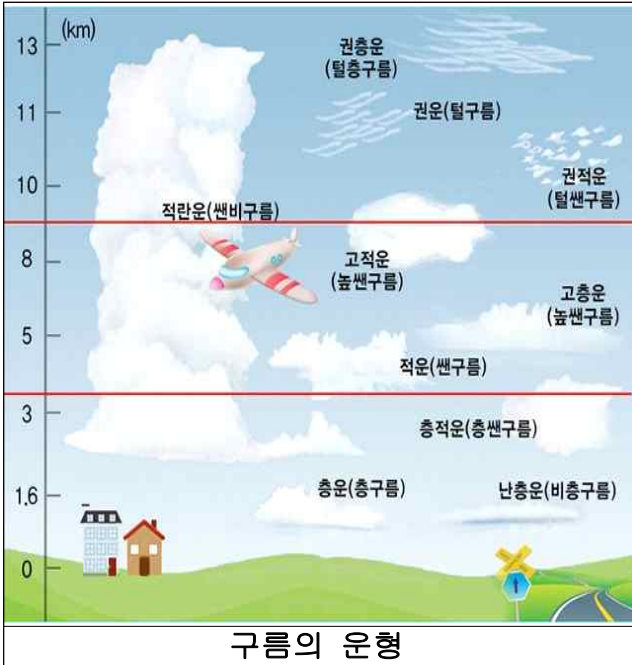 (km)
13
권층운
(털층구름)
11
권운(털구름)
10
권적운
(털쌘구름)
적란운(쌘비구름)
8
고적운
(높쌘구름)
고층운
(높쌘구름)
5
적운(쌘구름)
3
층적운(층쌘구름)
층운(층구름)
난층운(비층구름)
1.6
0
구름의 운형